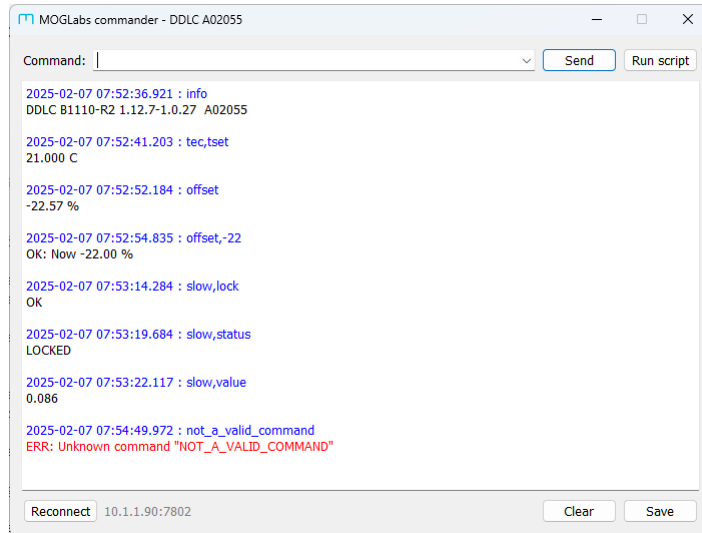 MOGLabs commander - DDLC A02055
Command:
Send
Run script
2025-02-07 07:52:36.921 : info
DDLC B1110-R2 1.12.7-1.0.27  A02055
2025-02-07 07:52:41.203 : tec,tset
21.000 C
2025-02-07 07:52:52.184 : offset
-22.57 %
2025-02-07 07:52:54.835 : offset,-22
OK: Now -22.00 %
2025-02-07 07:53:14.284 : slow,lock
OK
2025-02-07 07:53:19.684 : slow,status
LOCKED
2025-02-07 07:53:22.117 : slow,value
0.086
2025-02-07 07:54:49.972 : not_a_valid_command
ERR: Unknown command "NOT_A_VALID_COMMAND"
Reconnect
10.1.1.90:7802
Clear
Save